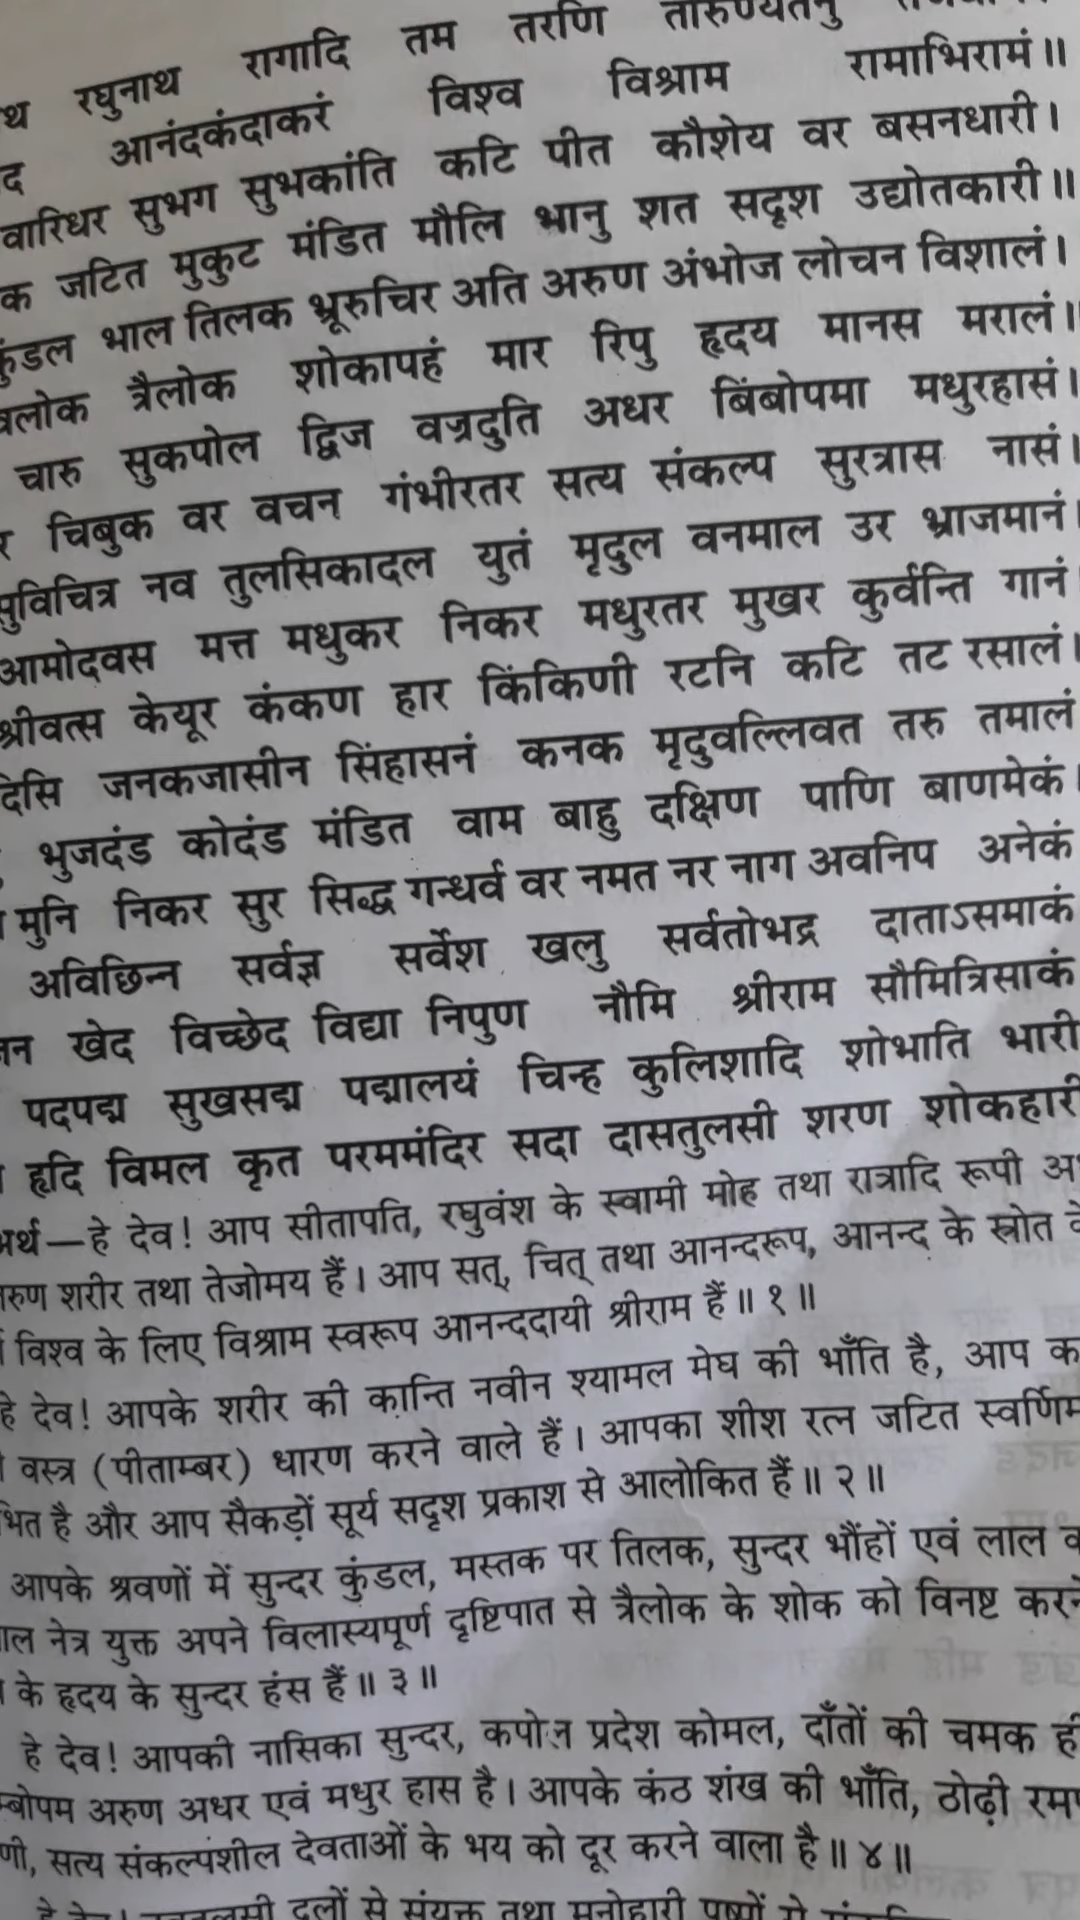 रघुनाथ रागादि तम तरणि तारुण्यतनु
आनंदकंदाकरं विश्व विश्राम रामाभिरामं॥
वारिधर सुभग सुभकांति कटि पीत कौशेय वर बसनधारी।
क जटित मुकुट मंडित मौलि भानु शत सदृश उद्योतकारी॥
कुंडल भाल तिलक भ्रूरुचिर अति अरुण अंभोज लोचन विशालं।
वलोक त्रैलोक शोकापहं मार रिपु हृदय मानस मरालं॥
चारु सुकपोल द्विज वज्रदुति अधर बिंबोपमा मधुरहासं।
र चिबुक वर वचन गंभीरतर सत्य संकल्प सुरत्रास नासं।
सुविचित्र नव तुलसिकादल युतं मृदुल वनमाल उर भ्राजमानं।
आमोदवस मत्त मधुकर निकर मधुरतर मुखर कुर्वन्ति गानं
श्रीवत्स केयूर कंकण हार किंकिणी रटनि कटि तट रसालं।
दिसि जनकजासीन सिंहासनं कनक मृदुवल्लिवत तरु तमालं
भुजदंड कोदंड मंडित वाम बाहु दक्षिण पाणि बाणमेकं।
मुनि निकर सुर सिद्ध गन्धर्व वर नमत नर नाग अवनिप अनेकं
अविछिन्न सर्वज्ञ सर्वेश खलु सर्वतोभद्र दाताऽसमाकं
खेद विच्छेद विद्या निपुण नौमि श्रीराम सौमित्रिसाकं
पदपद्म सुखसद्म पद्मालयं चिन्ह कुलिशादि शोभाति भारी
हृदि विमल कृत परममंदिर सदा दासतुलसी शरण शोकहारी
अर्थ—हे देव! आप सीतापति, रघुवंश के स्वामी मोह तथा रात्रादि रूपी
तरुण शरीर तथा तेजोमय हैं। आप सत्, चित् तथा आनन्दरूप, आनन्द के स्रोत
विश्व के लिए विश्राम स्वरूप आनन्ददायी श्रीराम हैं॥ १॥
हे देव! आपके शरीर की कान्ति नवीन श्यामल मेघ की भाँति है, आप क
वस्त्र (पीताम्बर) धारण करने वाले हैं। आपका शीश रत्न जटित स्वर्णिम
भित है और आप सैकड़ों सूर्य सदृश प्रकाश से आलोकित हैं॥ २॥
आपके श्रवणों में सुन्दर कुंडल, मस्तक पर तिलक, सुन्दर भौंहों एवं लाल
ाल नेत्र युक्त अपने विलास्यपूर्ण दृष्टिपात से त्रैलोक के शोक को विनष्ट करने
के हृदय के सुन्दर हंस हैं॥ ३॥
हे देव! आपकी नासिका सुन्दर, कपोल प्रदेश कोमल, दाँतों की चमक ही
म्बोपम अरुण अधर एवं मधुर हास है। आपके कंठ शंख की भाँति, ठोढ़ी
णी, सत्य संकल्पशील देवताओं के भय को दूर करने वाला है॥ ४॥
दलों से संयुक्त तथा मनोहारी